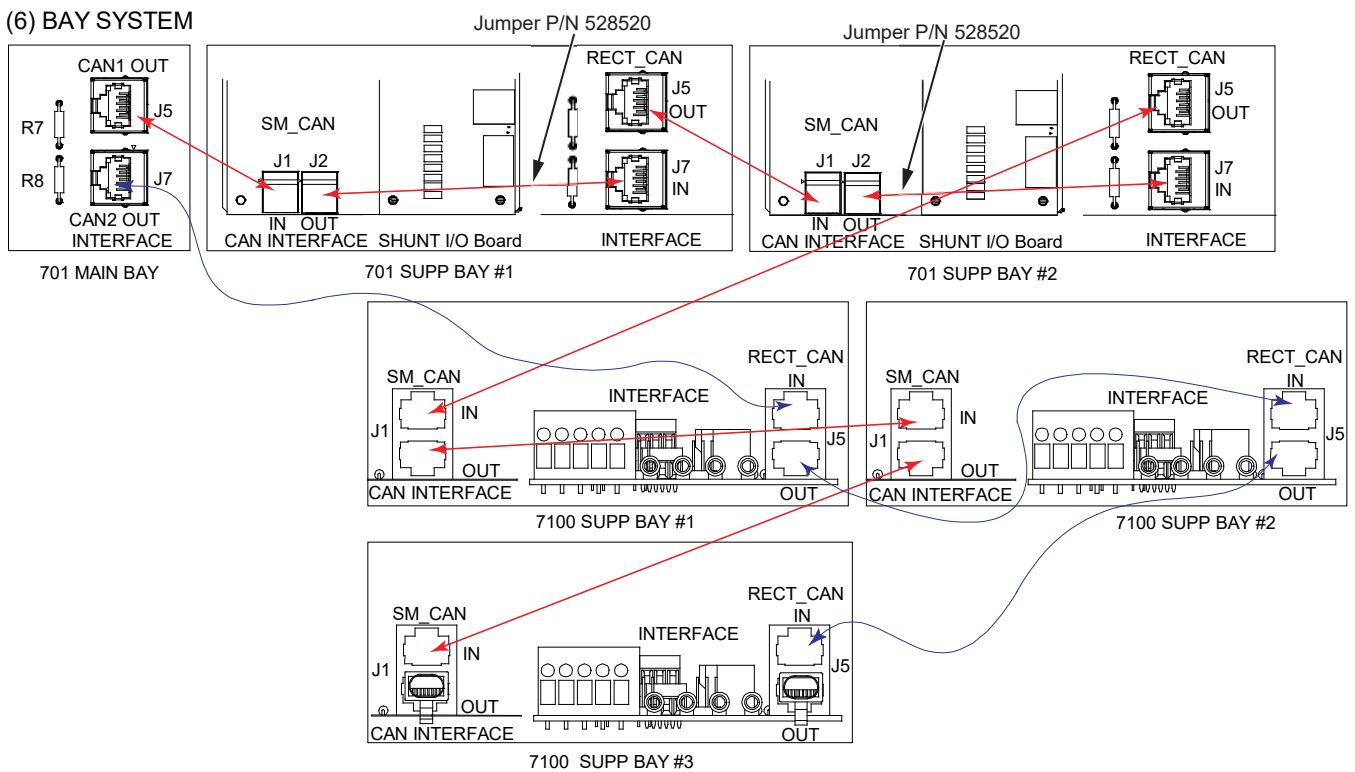 (6) BAY SYSTEM
Jumper P/N 528520
Jumper P/N 528520
CAN1 OUT
J5
R7
R8
J7
CAN2 OUT
INTERFACE
701 MAIN BAY
SM_CAN
J1 J2
IN OUT
CAN INTERFACE
SHUNT I/O Board
RECT_CAN
J5
OUT
J7
IN
INTERFACE
701 SUPP BAY #1
SM_CAN
J1 J2
IN OUT
CAN INTERFACE
SHUNT I/O Board
RECT_CAN
J5
OUT
J7
IN
INTERFACE
701 SUPP BAY #2
SM_CAN
IN
J1
OUT
CAN INTERFACE
INTERFACE
RECT_CAN
IN
J5
OUT
7100 SUPP BAY #1
SM_CAN
IN
J1
OUT
CAN INTERFACE
INTERFACE
RECT_CAN
IN
J5
OUT
7100 SUPP BAY #2
SM_CAN
IN
J1
OUT
CAN INTERFACE
INTERFACE
RECT_CAN
IN
J5
OUT
7100 SUPP BAY #3